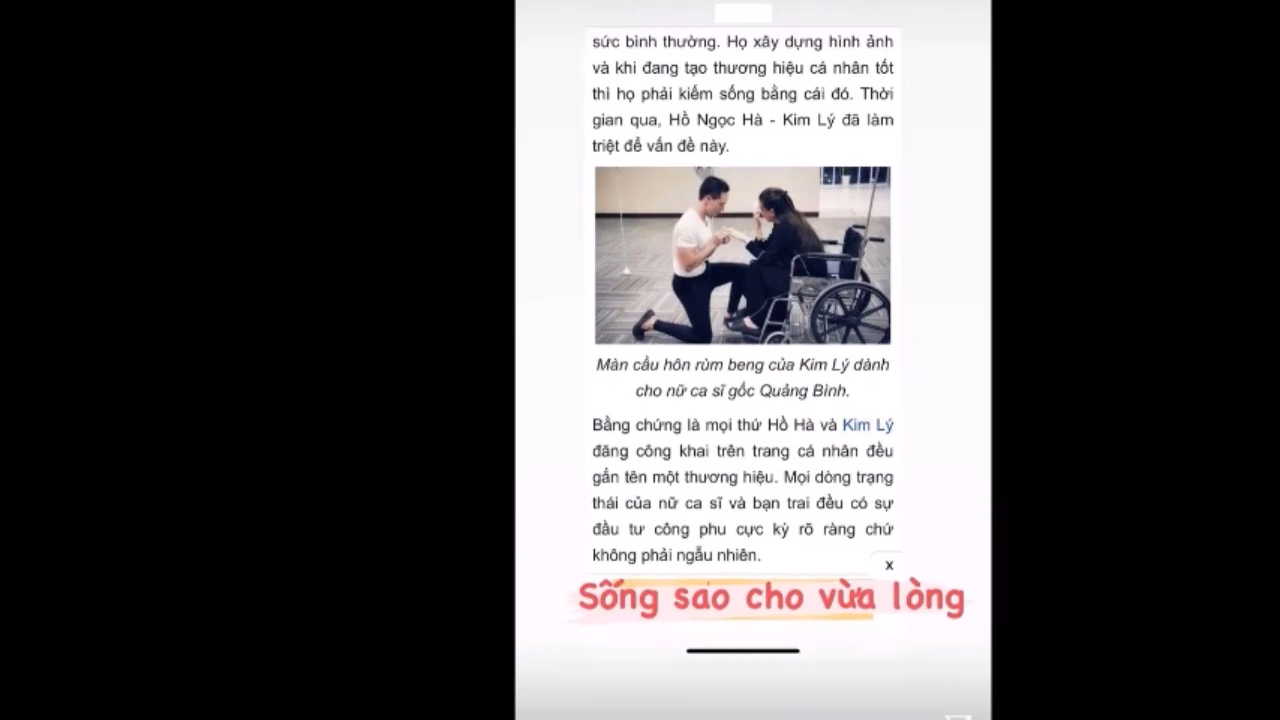 sức bình thường. Họ xây dựng hình ảnh
và khi đang tạo thương hiệu cá nhân tốt
thì họ phải kiếm sống bằng cái đó. Thời
gian qua, Hồ Ngọc Hà - Kim Lý đã làm
triệt để vấn đề này.
Màn cầu hôn rùm beng của Kim Lý dành
cho nữ ca sĩ gốc Quảng Bình.
Bằng chứng là mọi thứ Hồ Hà và Kim Lý
đăng công khai trên trang cá nhân đều
gắn tên một thương hiệu. Mọi dòng trạng
thái của nữ ca sĩ và bạn trai đều có sự
đầu tư công phu cực kỳ rõ ràng chứ
không phải ngẫu nhiên.
x
Sống sao cho vừa lòng